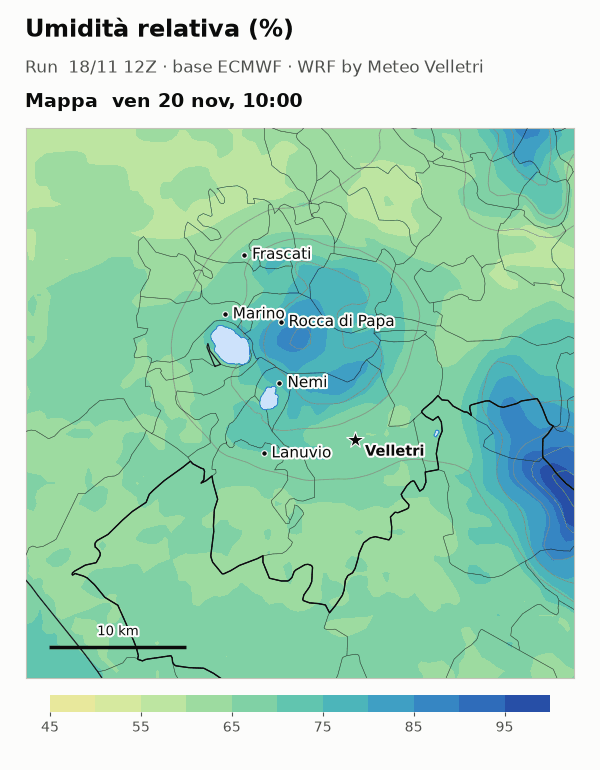 Umidità relativa (%)
Run  18/11 12Z · base ECMWF · WRF by Meteo Velletri
Mappa  ven 20 nov, 10:00
Frascati
Marino
Rocca di Papa
Nemi
Velletri
Lanuvio
10 km
45 55 65 75 85 95